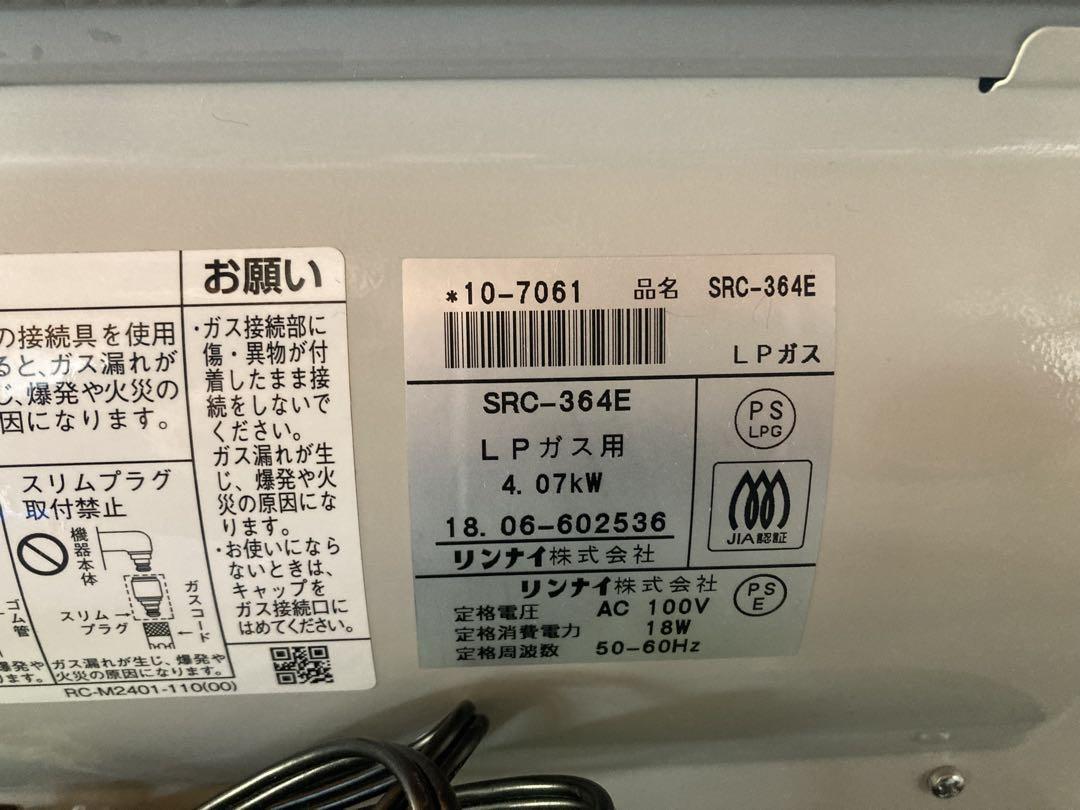 の接続具を使用
ると、ガス漏れが
じ、爆発や火災の
因になります。
スリムプラグ
取付禁止
機器本体
スリム
プラグ
ガスコード
ゴム管
爆発や
ます。
ガス漏れが生じ、爆発や
火災の原因になります。
お願い
・ガス接続部に
傷・異物が付
着したまま接
続をしないで
ください。
ガス漏れが生
じ、爆発や火
災の原因にな
ります。
・お使いになら
ないときは、
キャップを
ガス接続口に
はめてください。
RC-M2401-110(00)
*10-7061 品名 SRC-364E
LPガス
SRC-364E
LPガス用
4.07kW
18.06-602536
リンナイ株式会社
PS
LPG
JIA認証
リンナイ株式会社
定格電圧 AC 100V
定格消費電力 18W
定格周波数 50-60Hz
PS
E